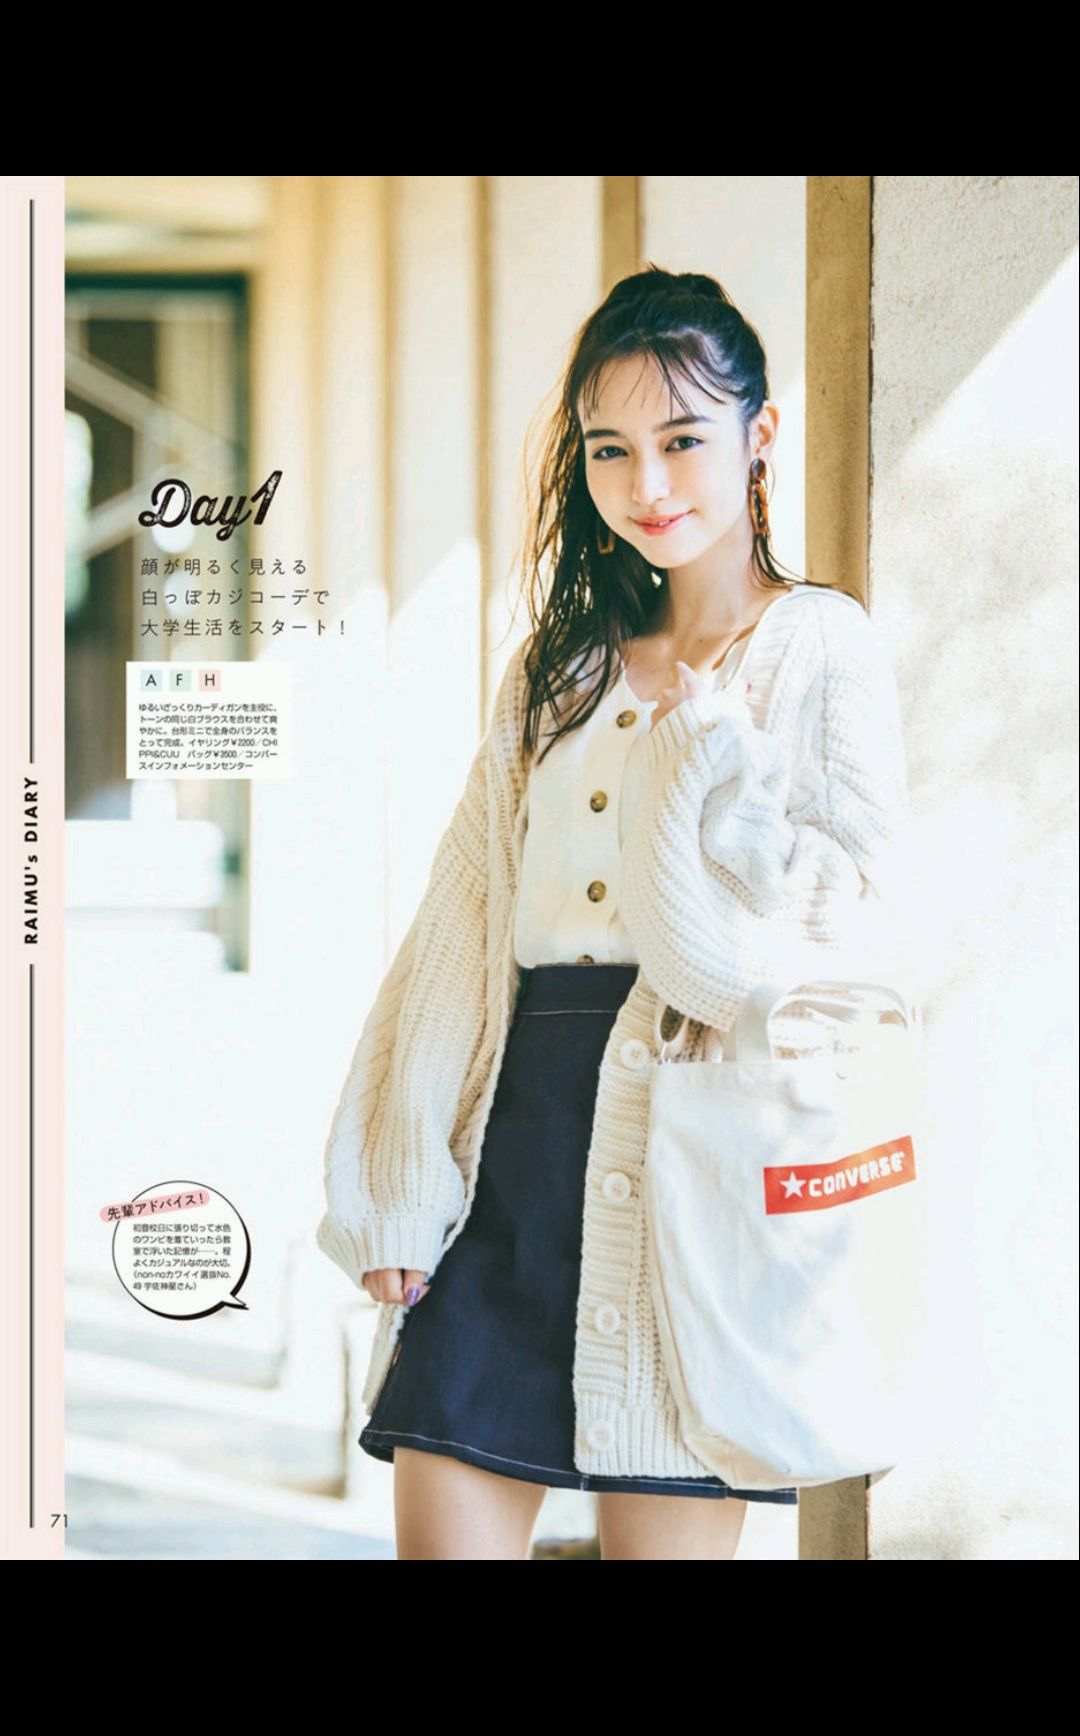 RAIMU's DIARY
Day1
顔が明るく見える
白っぽカジコーデで
大学生活をスタート！
A F H
ゆるいざっくりカーディガンを主役に、
トーンの同じ白ブラウスを合わせて爽
やかに。台形ミニで全身のバランスを
とって完成。イヤリング￥2200／CHI
PPI&CUU　バッグ￥3500／コンバー
スインフォメーションセンター
★CONVERSE
先輩アドバイス！
初登校日に張り切って水色
のワンピを着ていったら教
室で浮いた記憶が……。程
よくカジュアルなのが大切。
（non-noカワイイ選抜No.
49 宇佐神星さん）
71